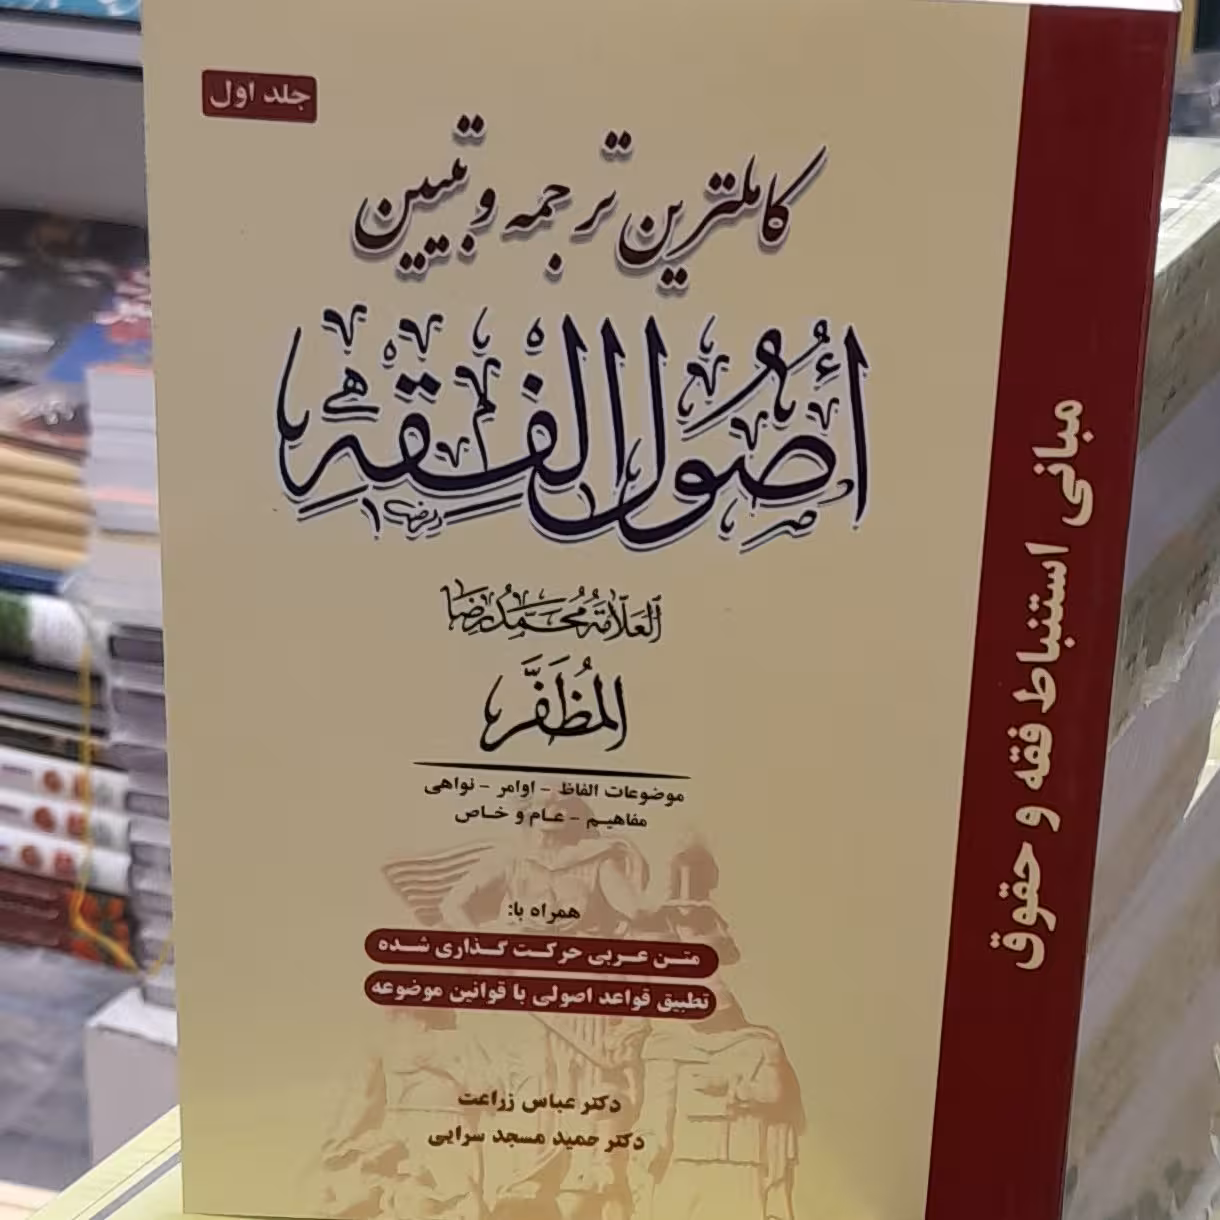 جلد اول
کاملترین ترجمه و تبیین
أصول الفقه
العلامة محمدرضا
المظفر
موضوعات الفاظ - اوامر - نواهی
مفاهیم - عام و خاص
همراه با:
متن عربی حرکت گذاری شده
تطبیق قواعد اصولی با قوانین موضوعه
دکتر عباس زراعت
دکتر حمید مسجد سرایی
مبانی استنباط فقه و حقوق